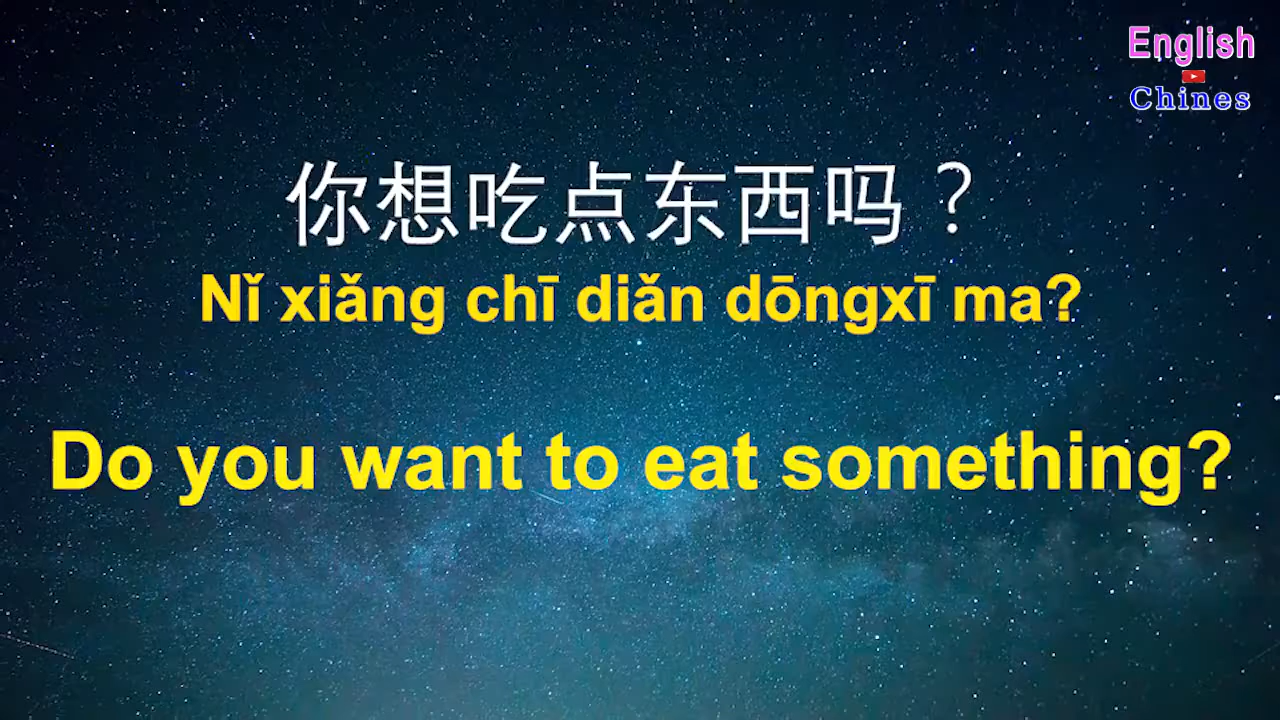 English
Chines
你想吃点东西吗？
Nǐ xiǎng chī diǎn dōngxī ma?
Do you want to eat something?